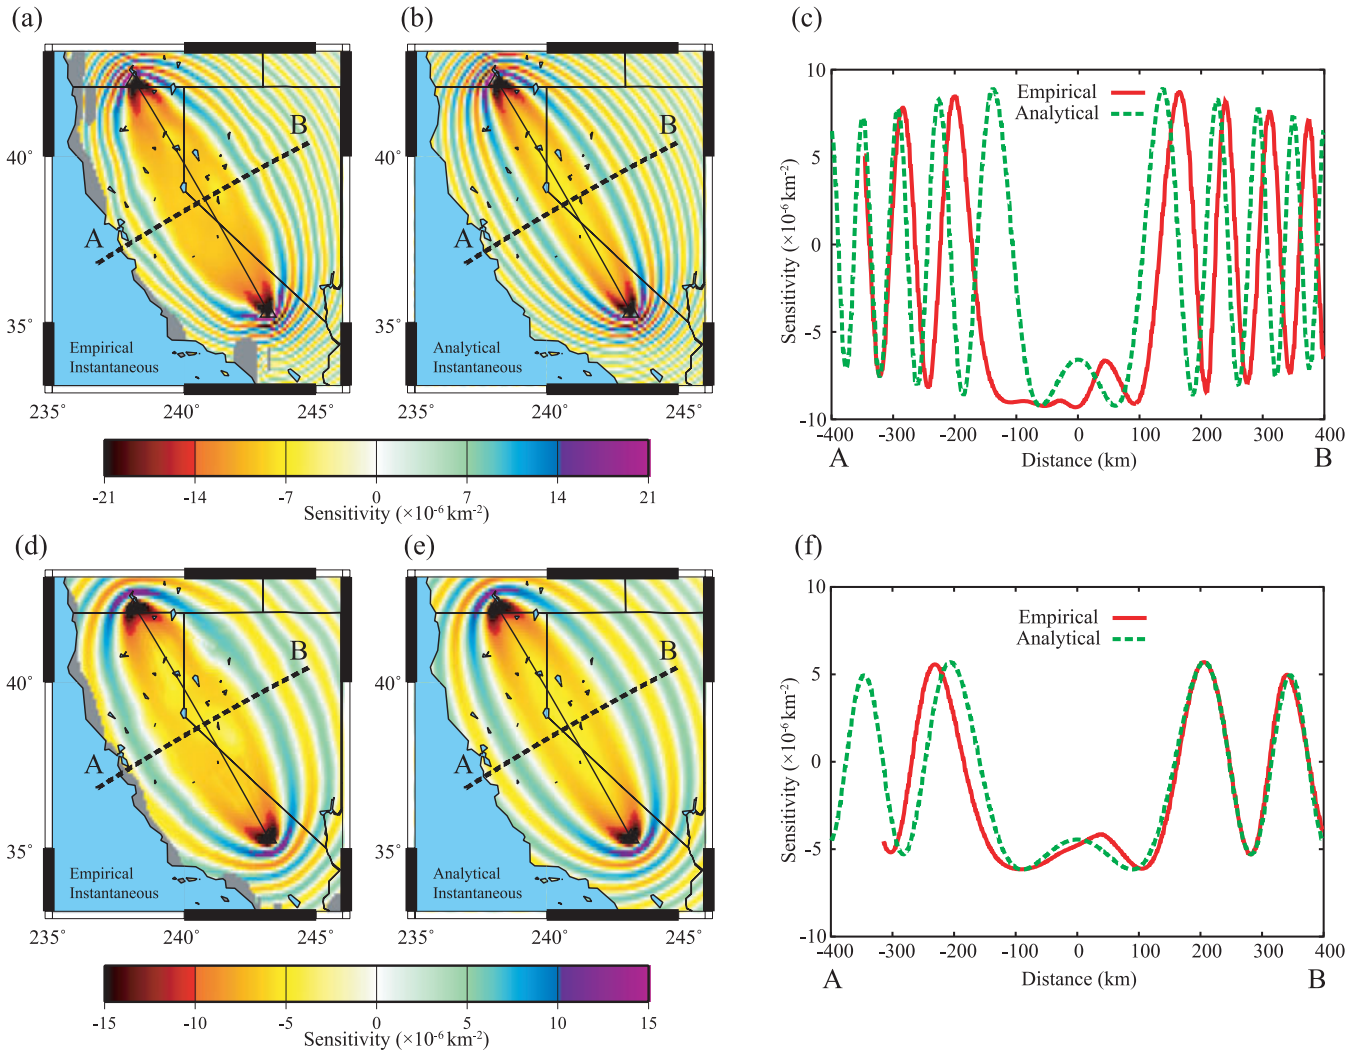 (a)
(b)
(c)
A
B
40°
35°
Empirical
Instantaneous
235°
240°
245°
A
B
40°
35°
Analytical
Instantaneous
240°
245°
-21
-14
-7
0
7
14
21
Sensitivity (×10⁻⁶ km⁻²)
10
5
0
-5
-10
Sensitivity (×10⁻⁶ km⁻²)
Empirical
Analytical
-400
-300
-200
-100
0
100
200
300
400
A
Distance (km)
B
(d)
(e)
(f)
A
B
40°
35°
Empirical
Instantaneous
235°
240°
245°
A
B
40°
35°
Analytical
Instantaneous
240°
245°
-15
-10
-5
0
5
10
15
Sensitivity (×10⁻⁶ km⁻²)
10
5
0
-5
-10
Sensitivity (×10⁻⁶ km⁻²)
Empirical
Analytical
-400
-300
-200
-100
0
100
200
300
400
A
Distance (km)
B